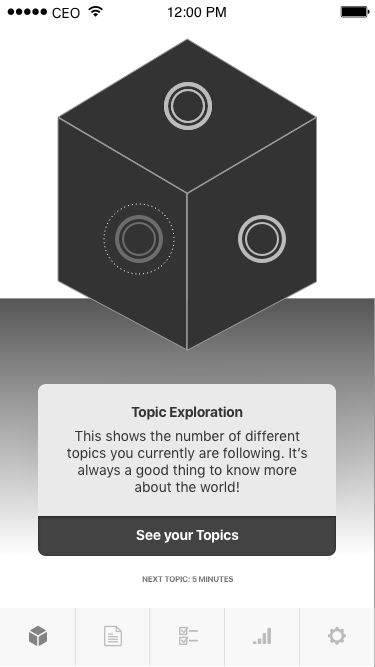 CEO 12:00 PM
Topic Exploration
This shows the number of different
topics you currently are following. It’s
always a good thing to know more
about the world!
See your Topics
NEXT TOPIC: 5 MINUTES